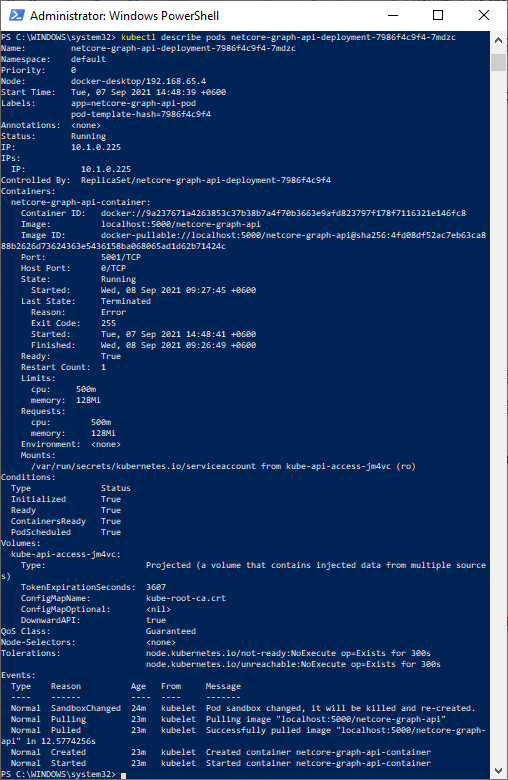 Administrator: Windows PowerShell
PS C:\WINDOWS\system32> kubectl describe pods netcore-graph-api-deployment-7986f4c9f4-7mdzc
Name:         netcore-graph-api-deployment-7986f4c9f4-7mdzc
Namespace:    default
Priority:     0
Node:         docker-desktop/192.168.65.4
Start Time:   Tue, 07 Sep 2021 14:48:39 +0600
Labels:       app=netcore-graph-api-pod
              pod-template-hash=7986f4c9f4
Annotations:  <none>
Status:       Running
IP:           10.1.0.225
IPs:
  IP:           10.1.0.225
Controlled By:  ReplicaSet/netcore-graph-api-deployment-7986f4c9f4
Containers:
  netcore-graph-api-container:
    Container ID:   docker://9a237671a4263853c37b38b7a4f70b3663e9afd823797f178f7116321e146fc8
    Image:          localhost:5000/netcore-graph-api
    Image ID:       docker-pullable://localhost:5000/netcore-graph-api@sha256:4fd08df52ac7eb63ca8
88b2626d73624363e5436158ba068065ad1d62b71424c
    Port:           5001/TCP
    Host Port:      0/TCP
    State:          Running
      Started:      Wed, 08 Sep 2021 09:27:45 +0600
    Last State:     Terminated
      Reason:       Error
      Exit Code:    255
      Started:      Tue, 07 Sep 2021 14:48:41 +0600
      Finished:     Wed, 08 Sep 2021 09:26:49 +0600
    Ready:          True
    Restart Count:  1
    Limits:
      cpu:     500m
      memory:  128Mi
    Requests:
      cpu:        500m
      memory:     128Mi
    Environment:  <none>
    Mounts:
      /var/run/secrets/kubernetes.io/serviceaccount from kube-api-access-jm4vc (ro)
Conditions:
  Type              Status
  Initialized       True
  Ready             True
  ContainersReady   True
  PodScheduled      True
Volumes:
  kube-api-access-jm4vc:
    Type:                    Projected (a volume that contains injected data from multiple source
s)
    TokenExpirationSeconds:  3607
    ConfigMapName:           kube-root-ca.crt
    ConfigMapOptional:       <nil>
    DownwardAPI:             true
QoS Class:                   Guaranteed
Node-Selectors:              <none>
Tolerations:                 node.kubernetes.io/not-ready:NoExecute op=Exists for 300s
                             node.kubernetes.io/unreachable:NoExecute op=Exists for 300s
Events:
  Type    Reason          Age   From     Message
  ----    ------          ----  ----     -------
  Normal  SandboxChanged  24m   kubelet  Pod sandbox changed, it will be killed and re-created.
  Normal  Pulling         23m   kubelet  Pulling image "localhost:5000/netcore-graph-api"
  Normal  Pulled          23m   kubelet  Successfully pulled image "localhost:5000/netcore-graph-
api" in 12.5774256s
  Normal  Created         23m   kubelet  Created container netcore-graph-api-container
  Normal  Started         23m   kubelet  Started container netcore-graph-api-container
PS C:\WINDOWS\system32>